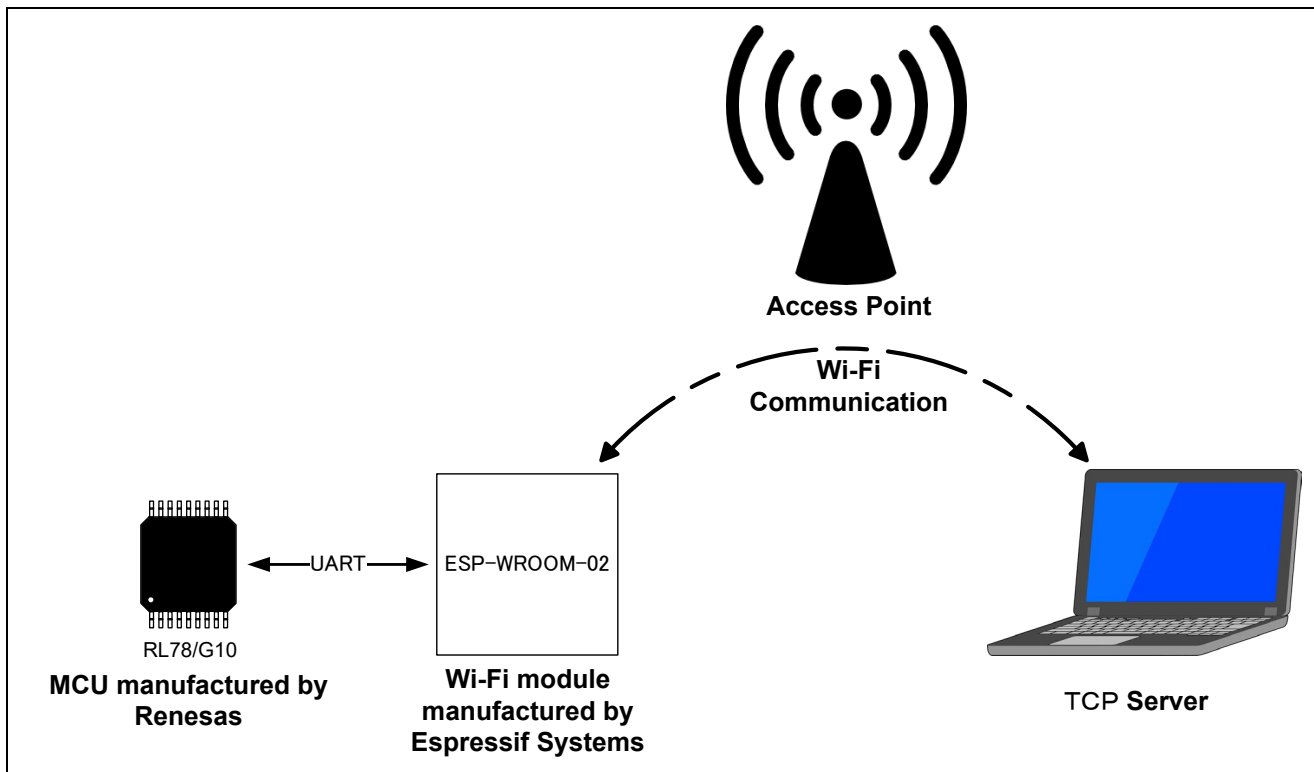 Access Point
Wi-Fi
Communication
UART
ESP-WROOM-02
RL78/G10
MCU manufactured by
Renesas
Wi-Fi module
manufactured by
Espressif Systems
TCP Server